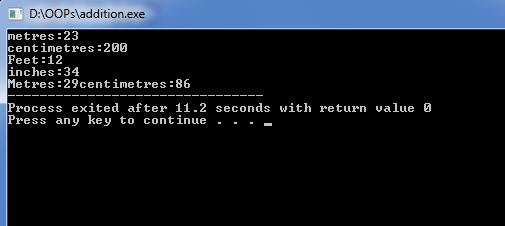 D:\OOPs\addition.exe
metres:23
centimetres:200
Feet:12
inches:34
Metres:29centimetres:86
--------------------------------
Process exited after 11.2 seconds with return value 0
Press any key to continue . . . _